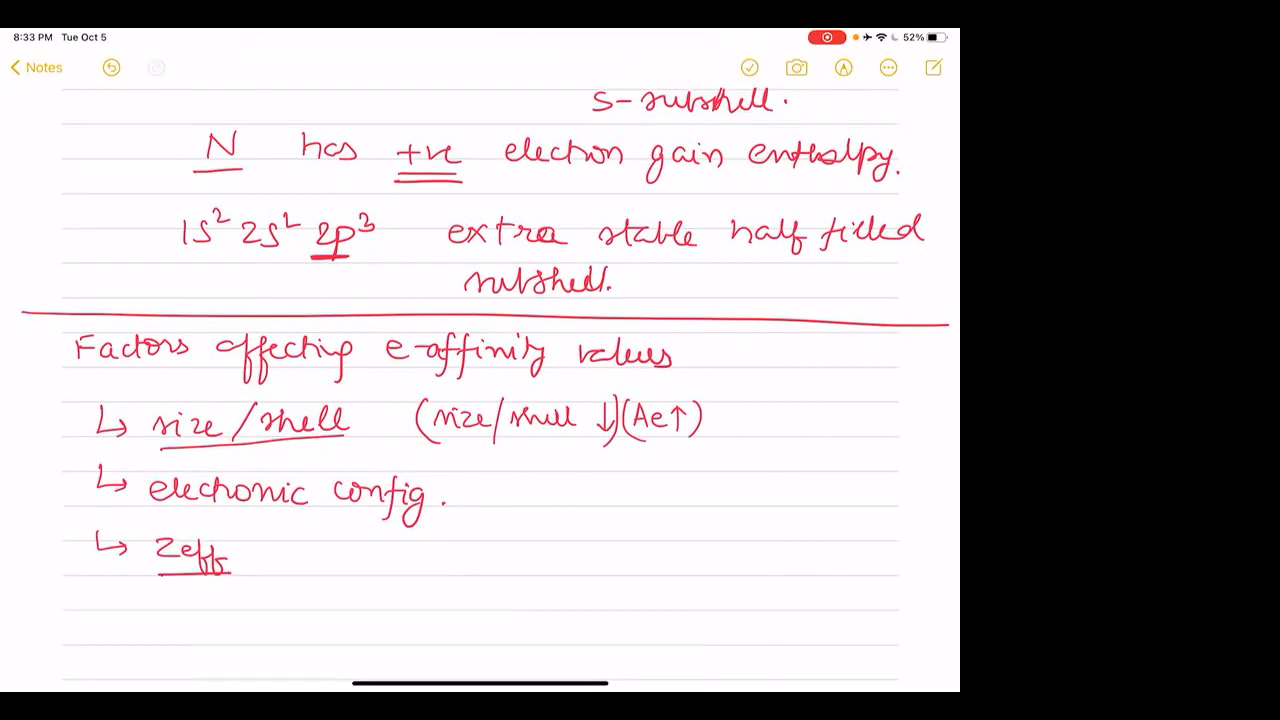 8:33 PM Tue Oct 5
52%
Notes
s-subshell.
N has +ve electron gain enthalpy.
1s² 2s² 2p³ extra stable half filled
subshell.
Factors affecting e-affinity values
↳ size/shell (size/shell ↓)(Ae↑)
↳ electronic config.
↳ Zeff